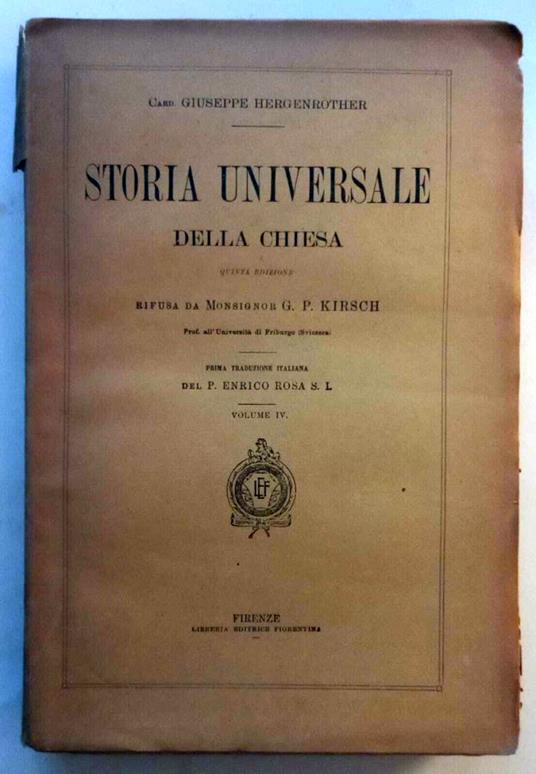 Card. GIUSEPPE HERGENRÖTHER
STORIA UNIVERSALE
DELLA CHIESA
QUINTA EDIZIONE
RIFUSA DA MONSIGNOR G. P. KIRSCH
Prof. all'Università di Friburgo (Svizzera)
PRIMA TRADUZIONE ITALIANA
DEL P. ENRICO ROSA S. I.
VOLUME IV.
LEF
FIRENZE
LIBRERIA EDITRICE FIORENTINA